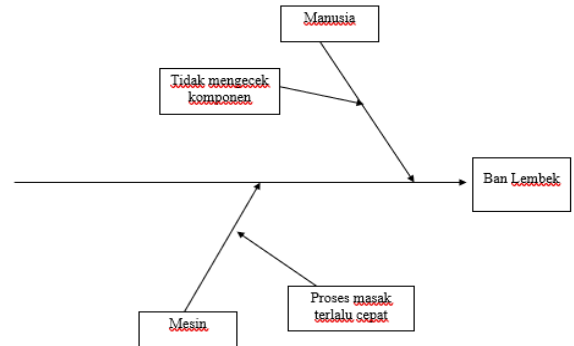 Manusia
Tidak mengecek
komponen
Ban Lembek
Proses masak
terlalu cepat
Mesin